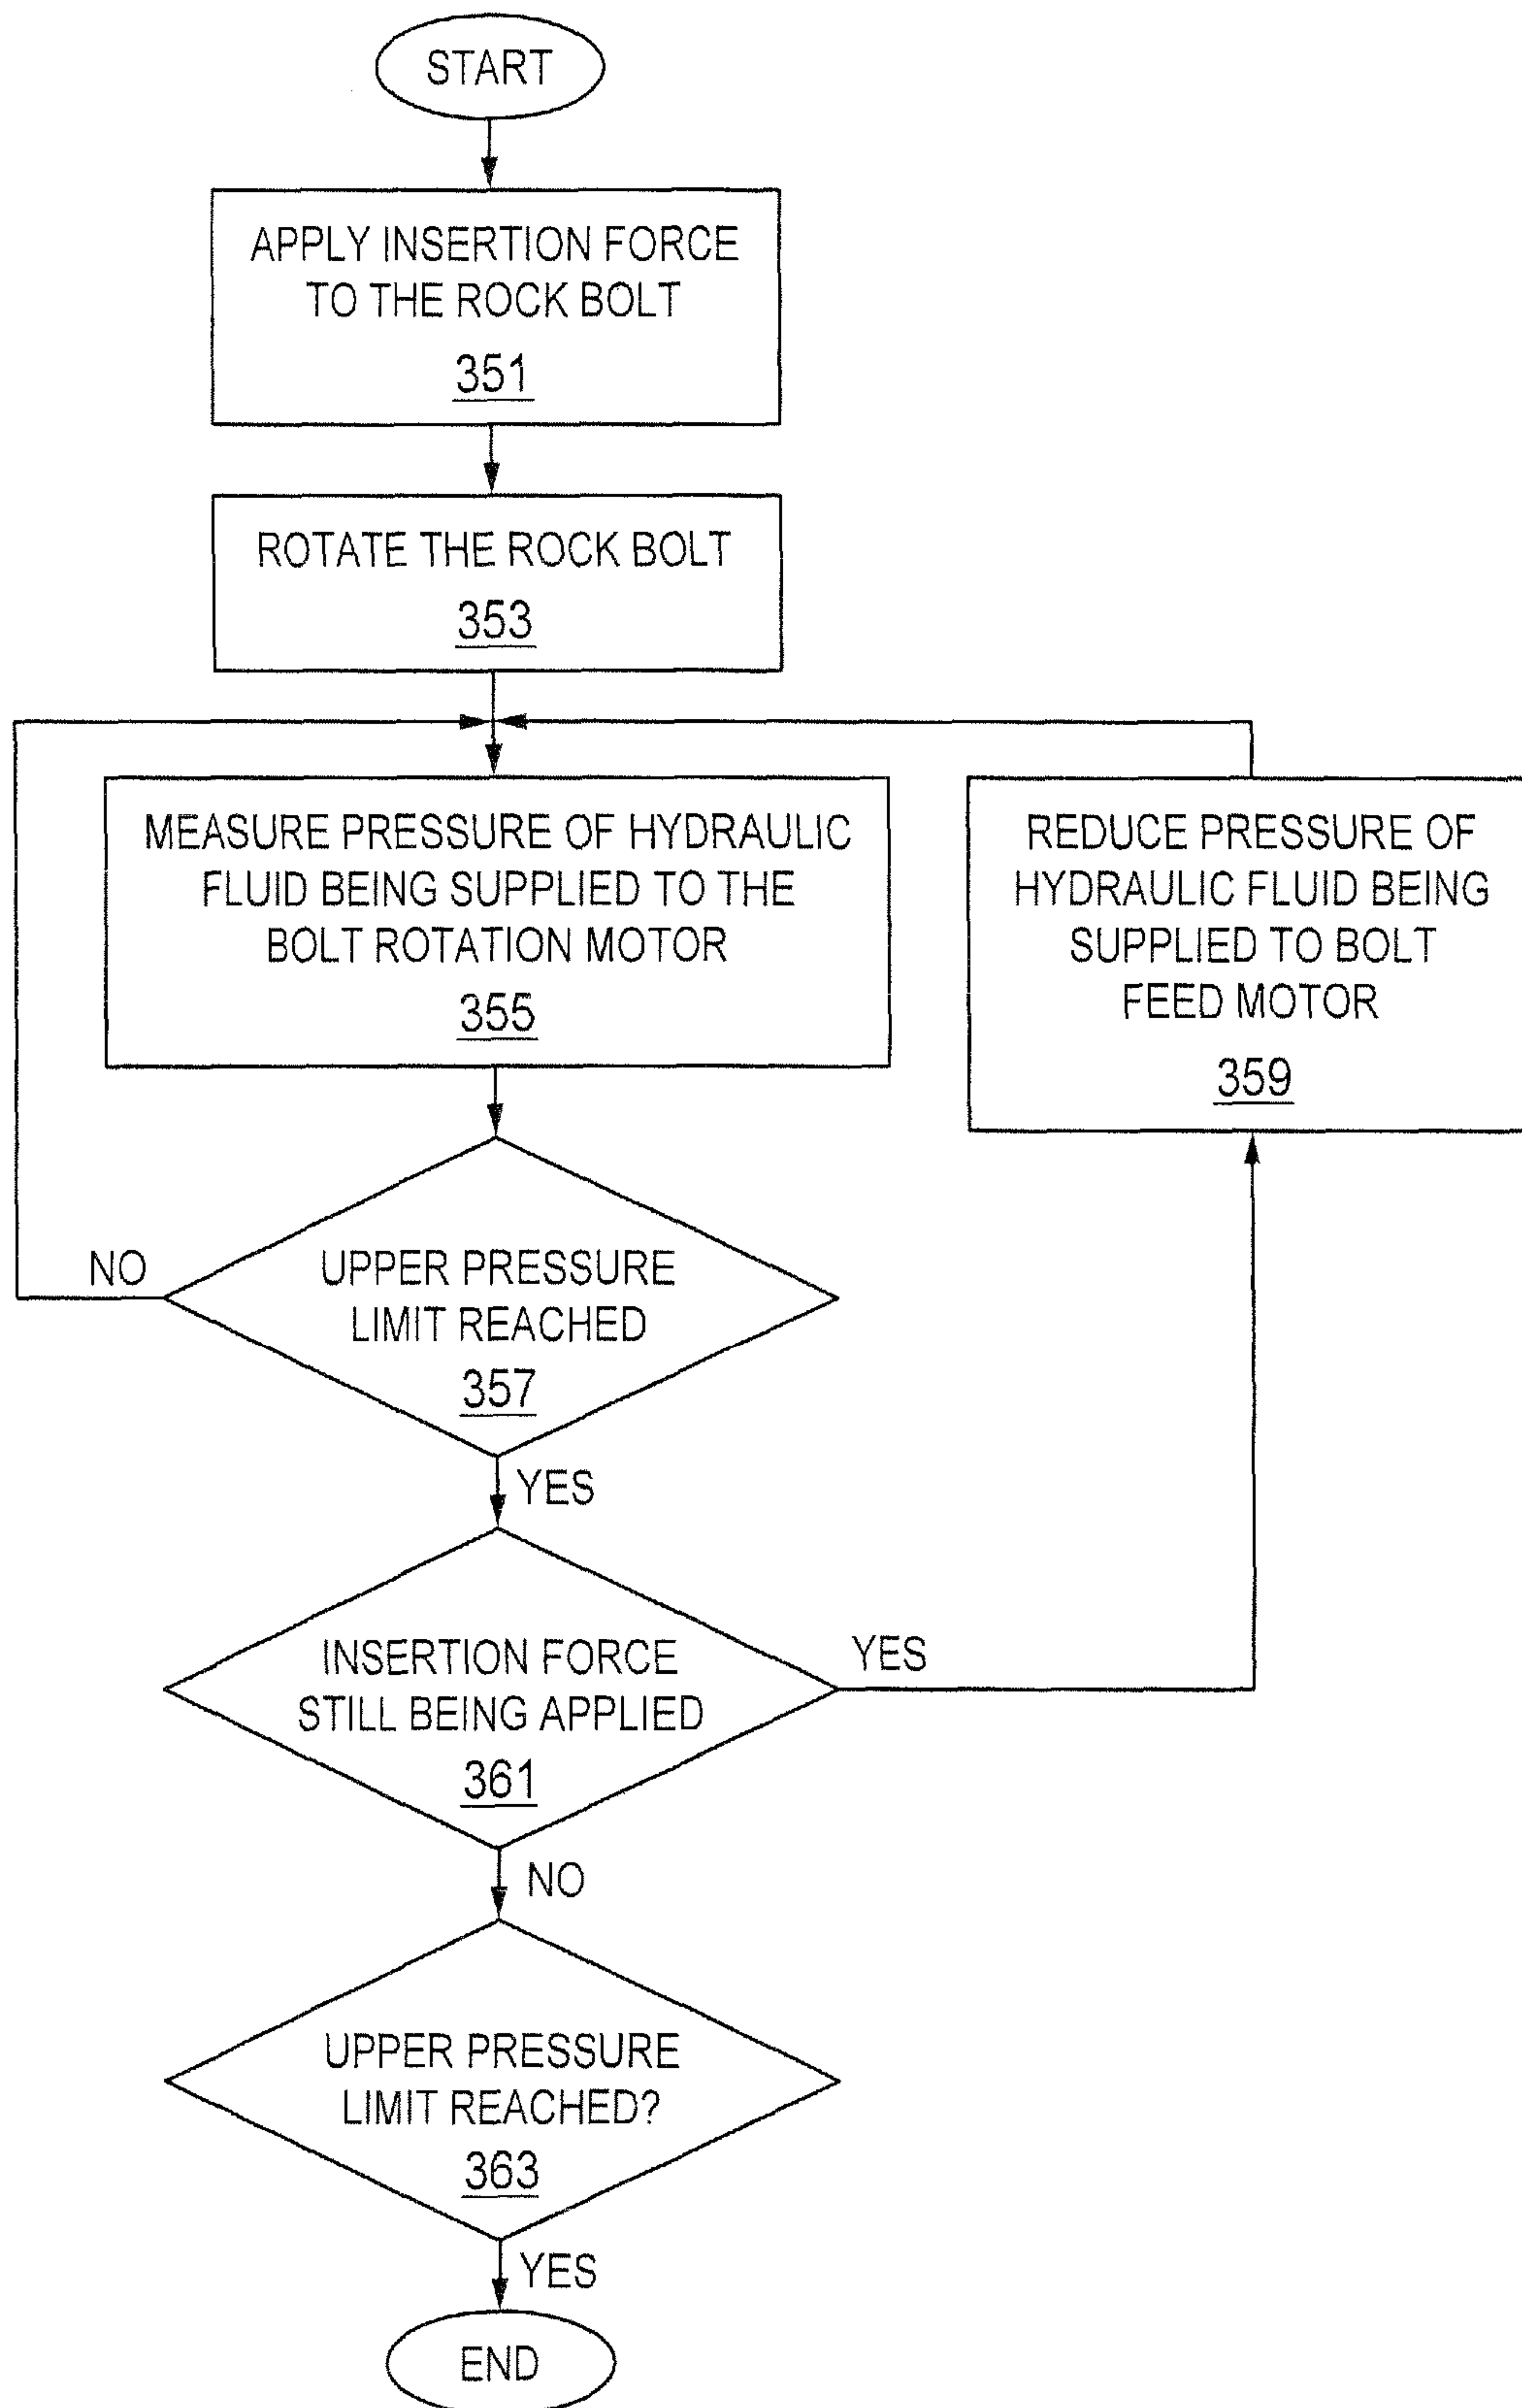 START
APPLY INSERTION FORCE
TO THE ROCK BOLT
351
ROTATE THE ROCK BOLT
353
MEASURE PRESSURE OF HYDRAULIC
FLUID BEING SUPPLIED TO THE
BOLT ROTATION MOTOR
355
REDUCE PRESSURE OF
HYDRAULIC FLUID BEING
SUPPLIED TO BOLT
FEED MOTOR
359
NO
UPPER PRESSURE
LIMIT REACHED
357
YES
INSERTION FORCE
STILL BEING APPLIED
361
YES
NO
UPPER PRESSURE
LIMIT REACHED?
363
YES
END